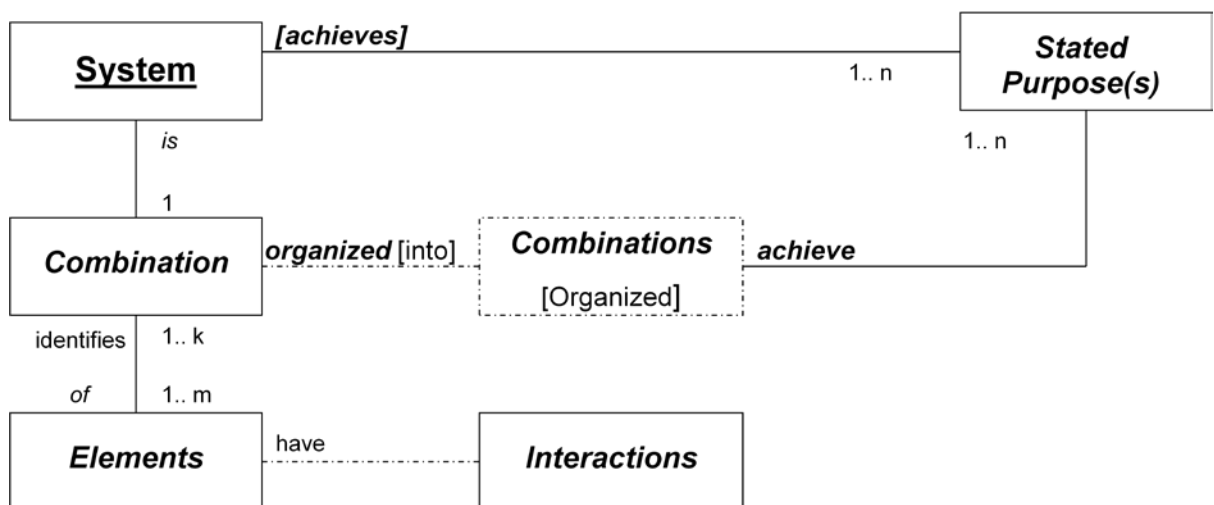 [achieves]
System
Stated
Purpose(s)
1.. n
is
1.. n
1
Combination
organized [into]
Combinations
[Organized]
achieve
identifies
1.. k
of
1.. m
Elements
have
Interactions